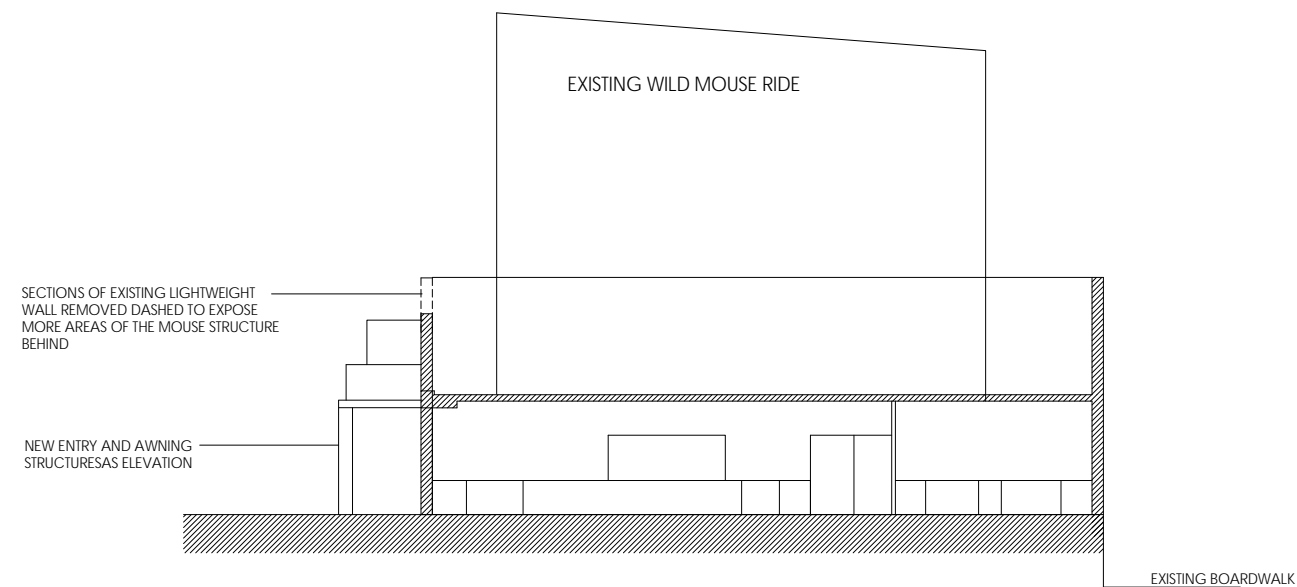 EXISTING WILD MOUSE RIDE
SECTIONS OF EXISTING LIGHTWEIGHT
WALL REMOVED DASHED TO EXPOSE
MORE AREAS OF THE MOUSE STRUCTURE
BEHIND
NEW ENTRY AND AWNING
STRUCTURESAS ELEVATION
EXISTING BOARDWALK